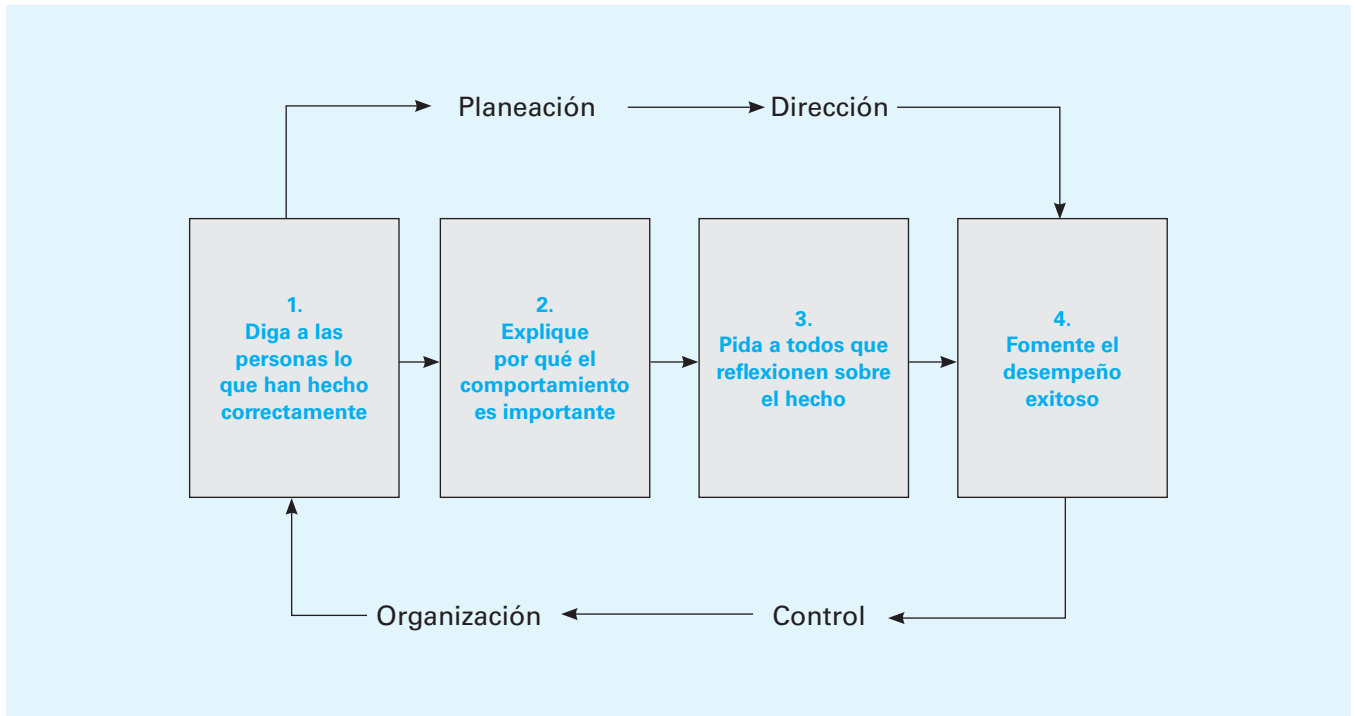 Planeación
Dirección
1.
Diga a las
personas lo
que han hecho
correctamente
2.
Explique
por qué el
comportamiento
es importante
3.
Pida a todos que
reflexionen sobre
el hecho
4.
Fomente el
desempeño
exitoso
Organización
Control